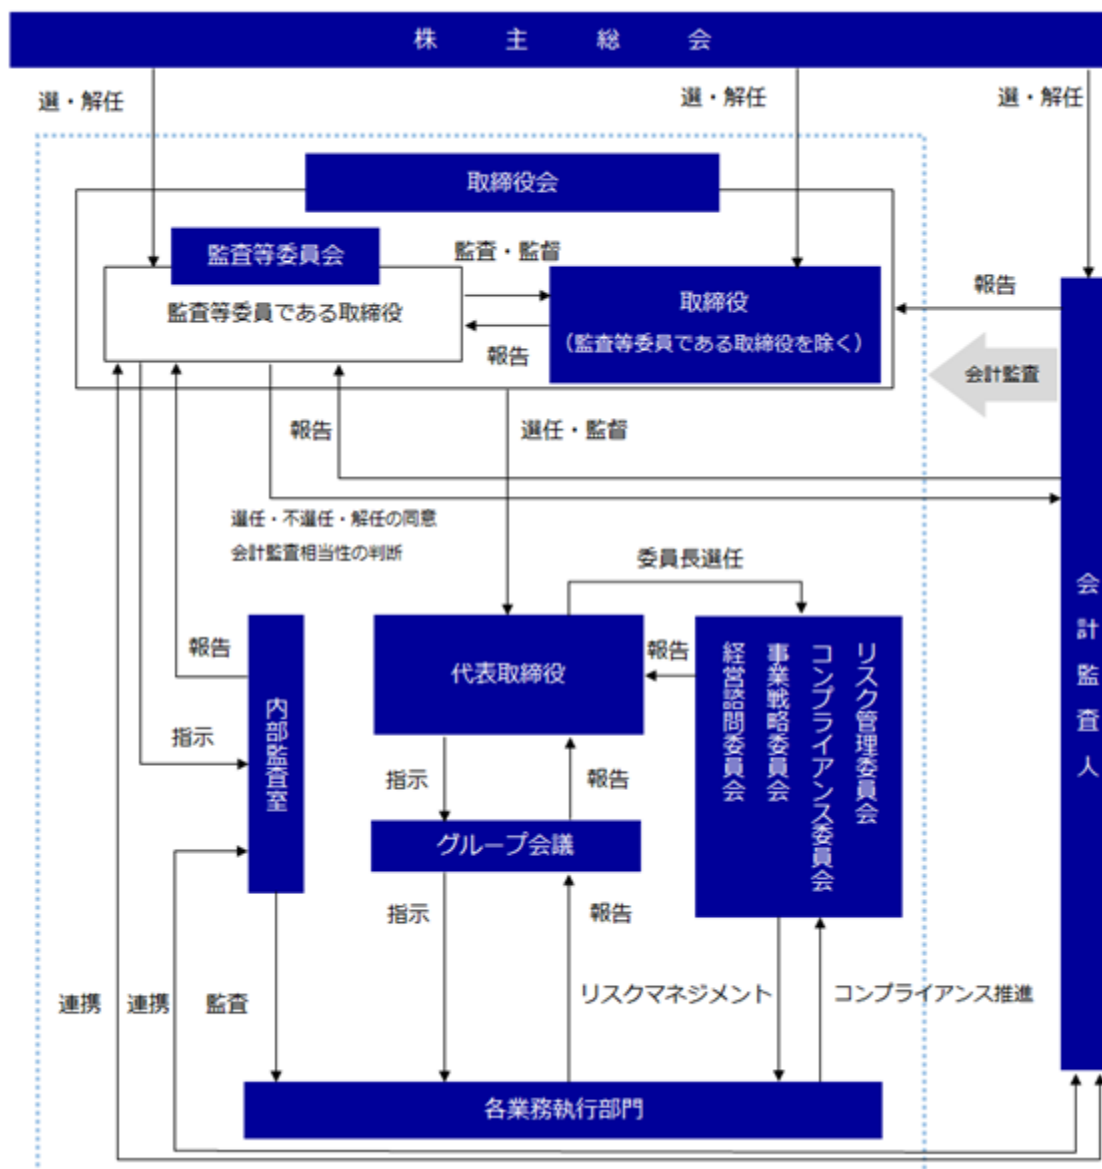 株主総会
選・解任
選・解任
選・解任
取締役会
監査等委員会
監査等委員である取締役
監査・監督
報告
取締役
（監査等委員である取締役を除く）
報告
会計監査
報告
選任・監督
選任・不選任・解任の同意
会計監査相当性の判断
委員長選任
報告
指示
内部監査室
代表取締役
報告
リスク管理委員会
コンプライアンス委員会
事業戦略委員会
経営諮問委員会
会計監査人
指示
報告
グループ会議
指示
報告
連携
連携
監査
リスクマネジメント
コンプライアンス推進
各業務執行部門